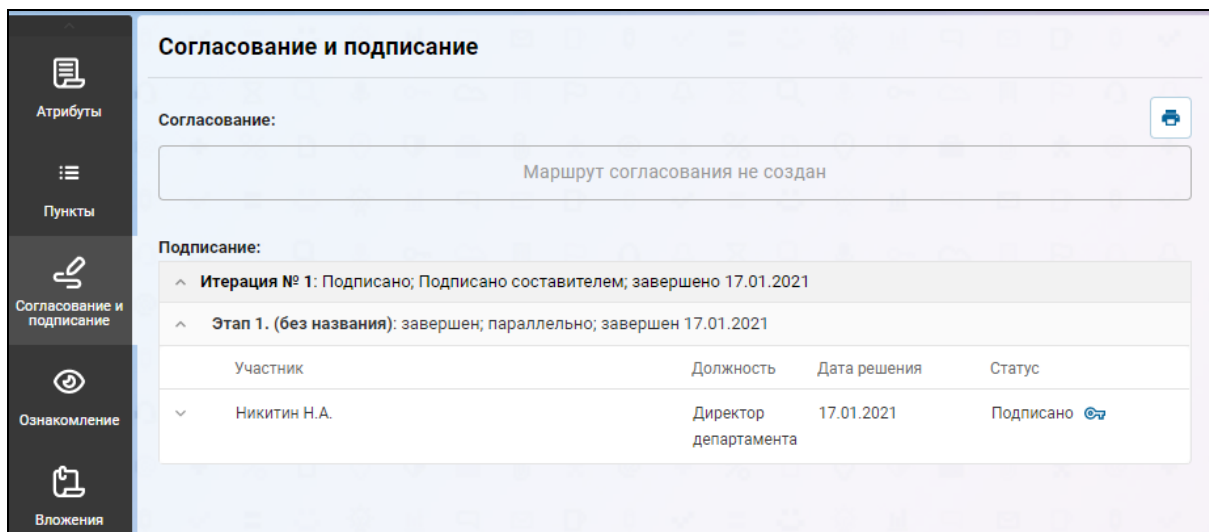 Согласование и подписание
Атрибуты
Согласование:
Маршрут согласования не создан
Пункты
Подписание:
Итерация № 1: Подписано; Подписано составителем; завершено 17.01.2021
Согласование и
подписание
Этап 1. (без названия): завершен; параллельно; завершен 17.01.2021
Участник Должность Дата решения Статус
Никитин Н.А. Директор 17.01.2021 Подписано
департамента
Ознакомление
Вложения